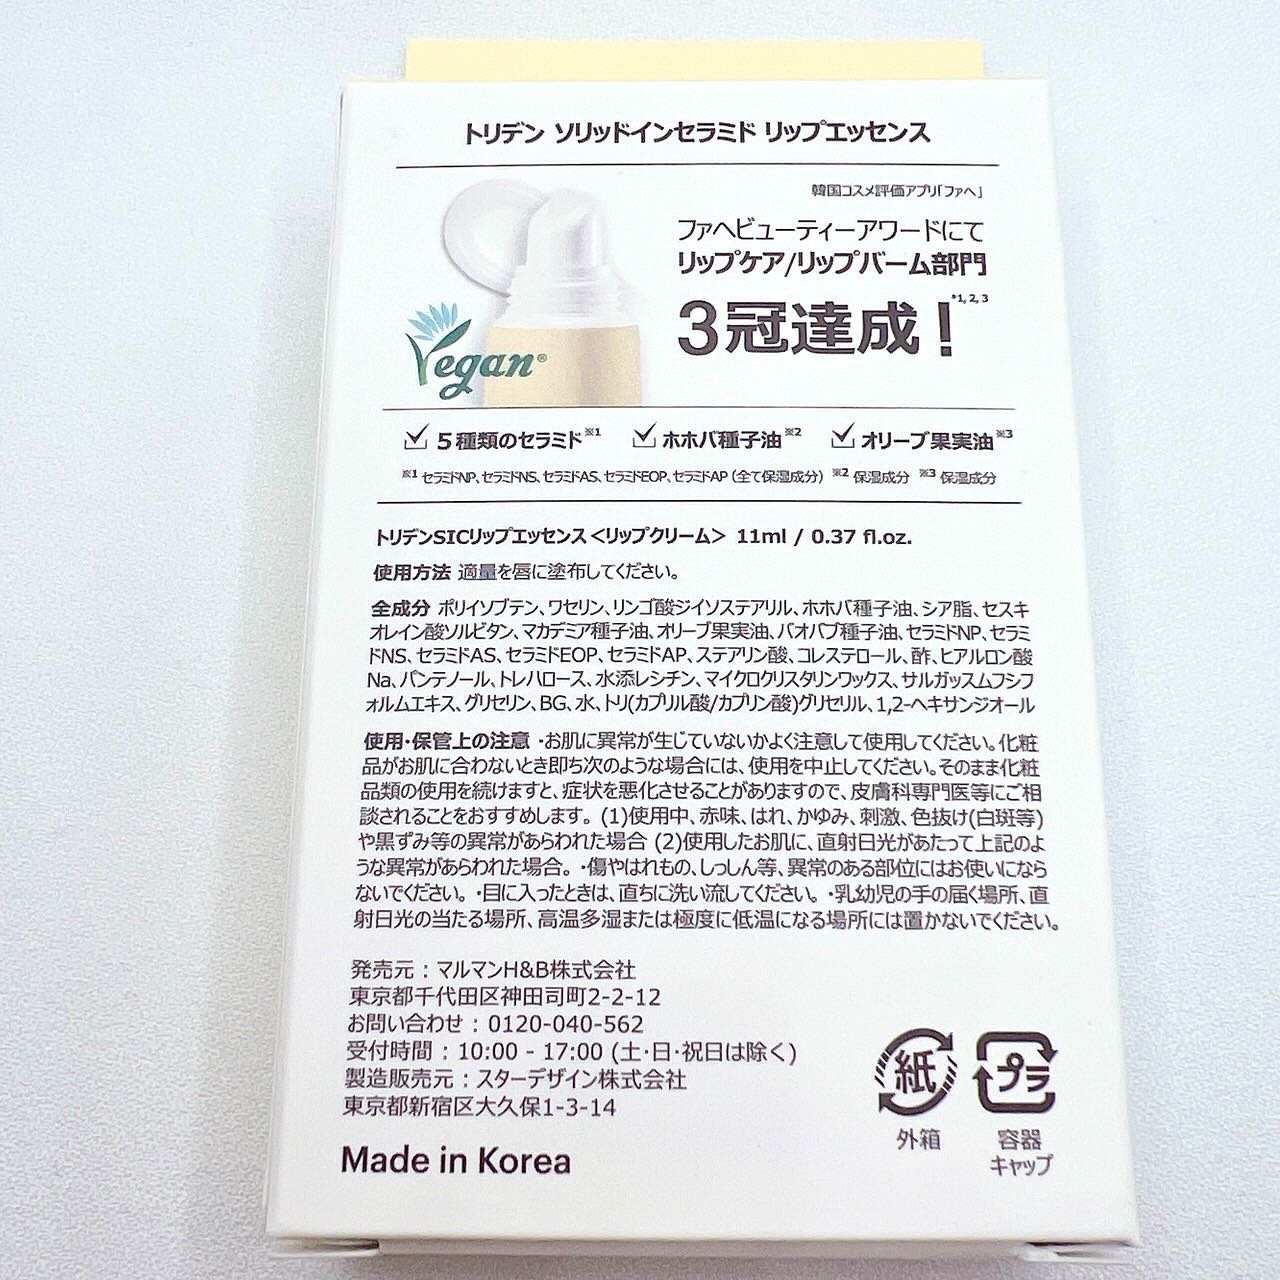 トリデン ソリッドインセラミド リップエッセンス
韓国コスメ評価アプリ「ファヘ」
ファヘビューティーアワードにて
リップケア/リップバーム部門
3冠達成！*1, 2, 3
Vegan®
5種類のセラミド※1 ホホバ種子油※2 オリーブ果実油※3
※1 セラミドNP、セラミドNS、セラミドAS、セラミドEOP、セラミドAP（全て保湿成分）※2 保湿成分 ※3 保湿成分
トリデンSICリップエッセンス＜リップクリーム＞ 11ml / 0.37 fl.oz.
使用方法 適量を唇に塗布してください。
全成分 ポリイソブテン、ワセリン、リンゴ酸ジイソステアリル、ホホバ種子油、シア脂、セスキ
オレイン酸ソルビタン、マカデミア種子油、オリーブ果実油、バオバブ種子油、セラミドNP、セラミ
ドNS、セラミドAS、セラミドEOP、セラミドAP、ステアリン酸、コレステロール、酢、ヒアルロン酸
Na、パンテノール、トレハロース、水添レシチン、マイクロクリスタリンワックス、サルガッスムフシフ
ォルムエキス、グリセリン、BG、水、トリ(カプリル酸/カプリン酸)グリセリル、1,2-ヘキサンジオール
使用・保管上の注意 ・お肌に異常が生じていないかよく注意して使用してください。化粧
品がお肌に合わないとき即ち次のような場合には、使用を中止してください。そのまま化粧
品類の使用を続けますと、症状を悪化させることがありますので、皮膚科専門医等にご相
談されることをおすすめします。(1)使用中、赤味、はれ、かゆみ、刺激、色抜け(白斑等)
や黒ずみ等の異常があらわれた場合 (2)使用したお肌に、直射日光があたって上記のよ
うな異常があらわれた場合。・傷やはれもの、しっしん等、異常のある部位にはお使いになら
ないでください。・目に入ったときは、直ちに洗い流してください。・乳幼児の手の届く場所、直
射日光の当たる場所、高温多湿または極度に低温になる場所には置かないでください。
発売元：マルマンH&B株式会社
東京都千代田区神田司町2-2-12
お問い合わせ：0120-040-562
受付時間：10:00 - 17:00 (土・日・祝日は除く)
製造販売元：スターデザイン株式会社
東京都新宿区大久保1-3-14
Made in Korea
紙 プラ
外箱 容器
キャップ